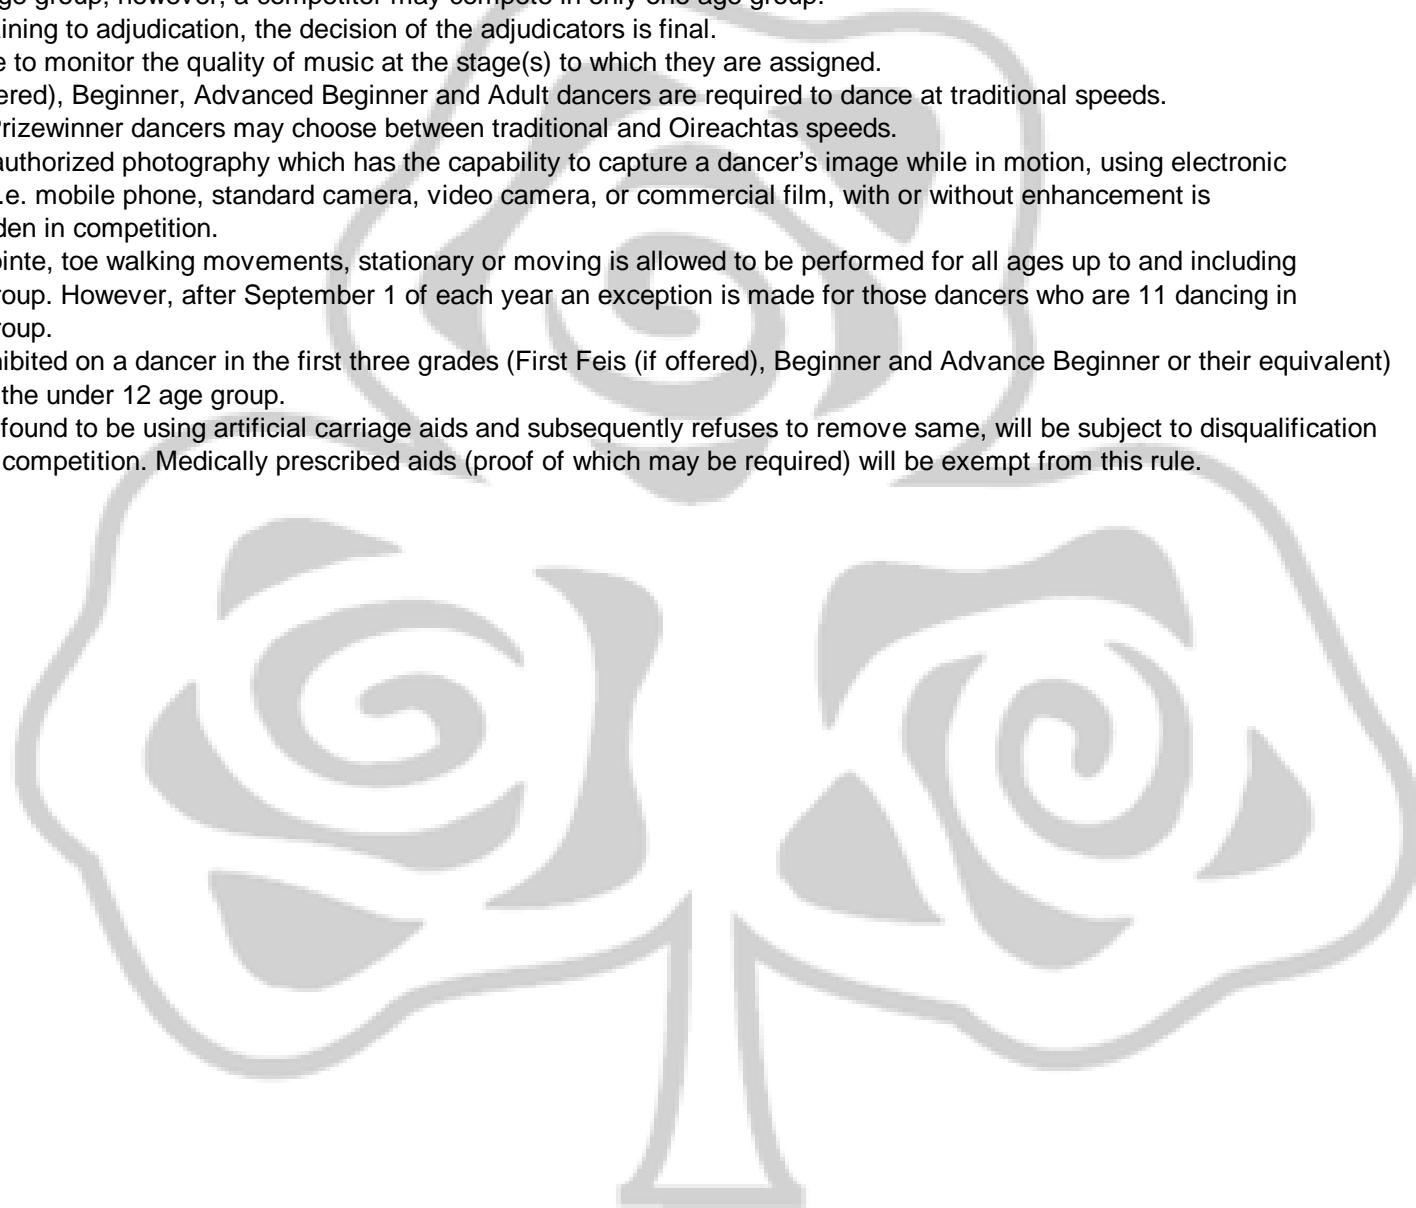 age group, however, a competitor may compete in only one age group.
ining to adjudication, the decision of the adjudicators is final.
e to monitor the quality of music at the stage(s) to which they are assigned.
ered), Beginner, Advanced Beginner and Adult dancers are required to dance at traditional speeds.
Prizewinner dancers may choose between traditional and Oireachtas speeds.
authorized photography which has the capability to capture a dancer's image while in motion, using electronic
.e. mobile phone, standard camera, video camera, or commercial film, with or without enhancement is
den in competition.
ointe, toe walking movements, stationary or moving is allowed to be performed for all ages up to and including
roup. However, after September 1 of each year an exception is made for those dancers who are 11 dancing in
roup.
ibited on a dancer in the first three grades (First Feis (if offered), Beginner and Advance Beginner or their equivalent)
the under 12 age group.
found to be using artificial carriage aids and subsequently refuses to remove same, will be subject to disqualification
competition. Medically prescribed aids (proof of which may be required) will be exempt from this rule.